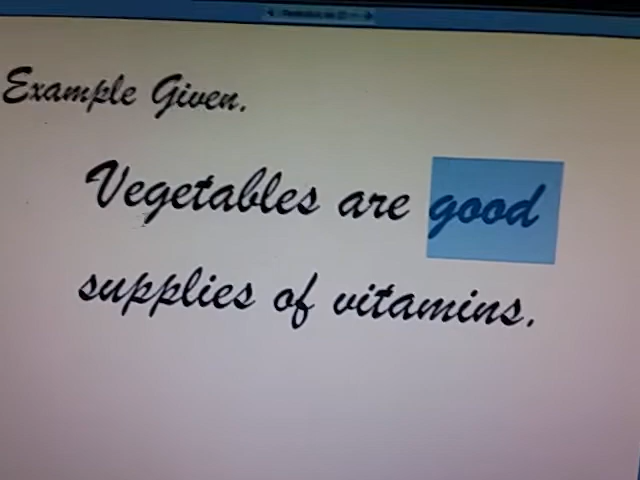 Example Given.
Vegetables are good
supplies of vitamins.